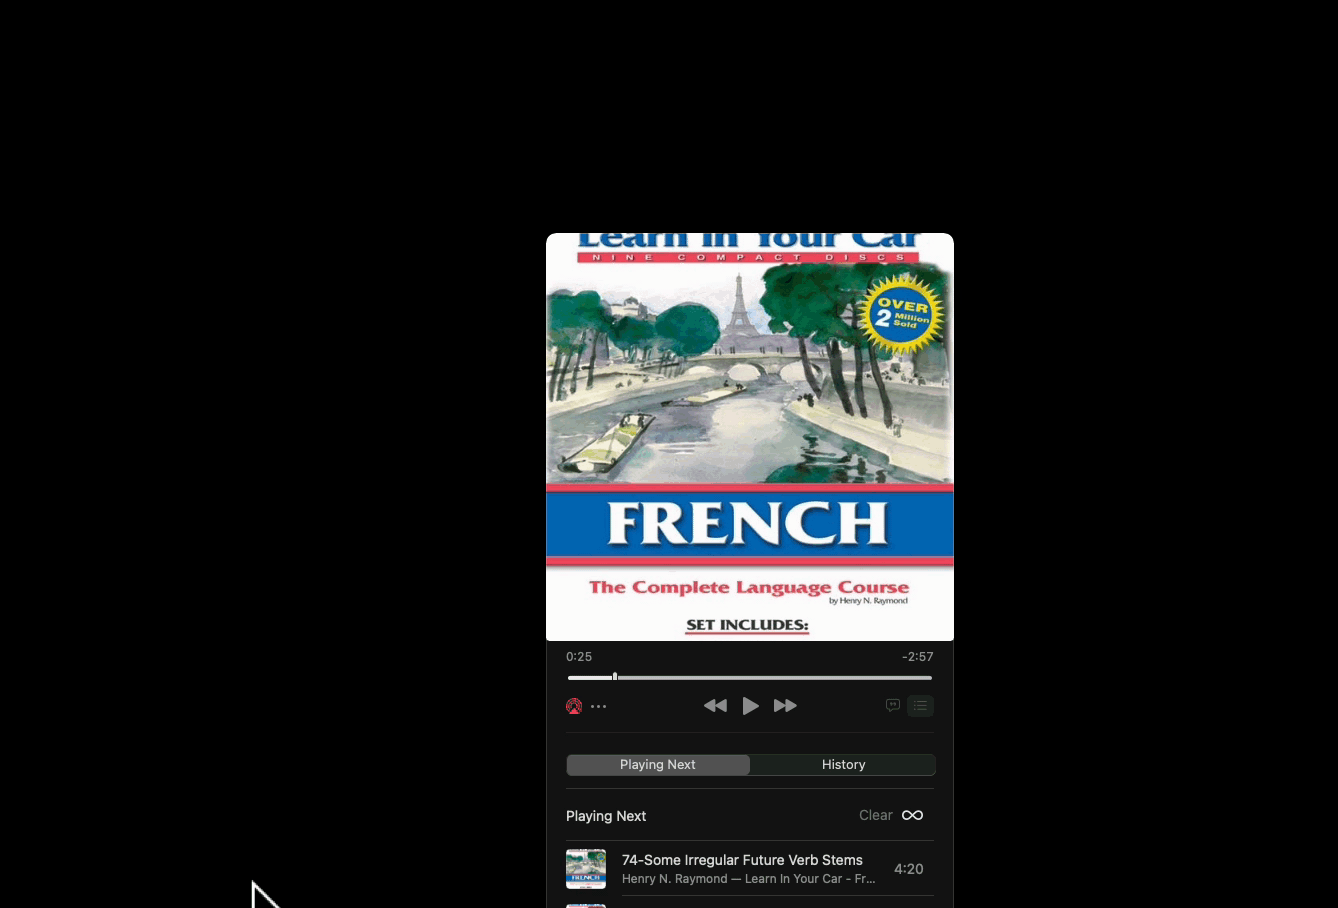 Learn In Your Car
NINE COMPACT DISCS
OVER
2 Million
Sold
FRENCH
The Complete Language Course
by Henry N. Raymond
SET INCLUDES:
0:25 -2:57
Playing Next History
Playing Next Clear
74-Some Irregular Future Verb Stems
4:20
Henry N. Raymond — Learn In Your Car - Fr...